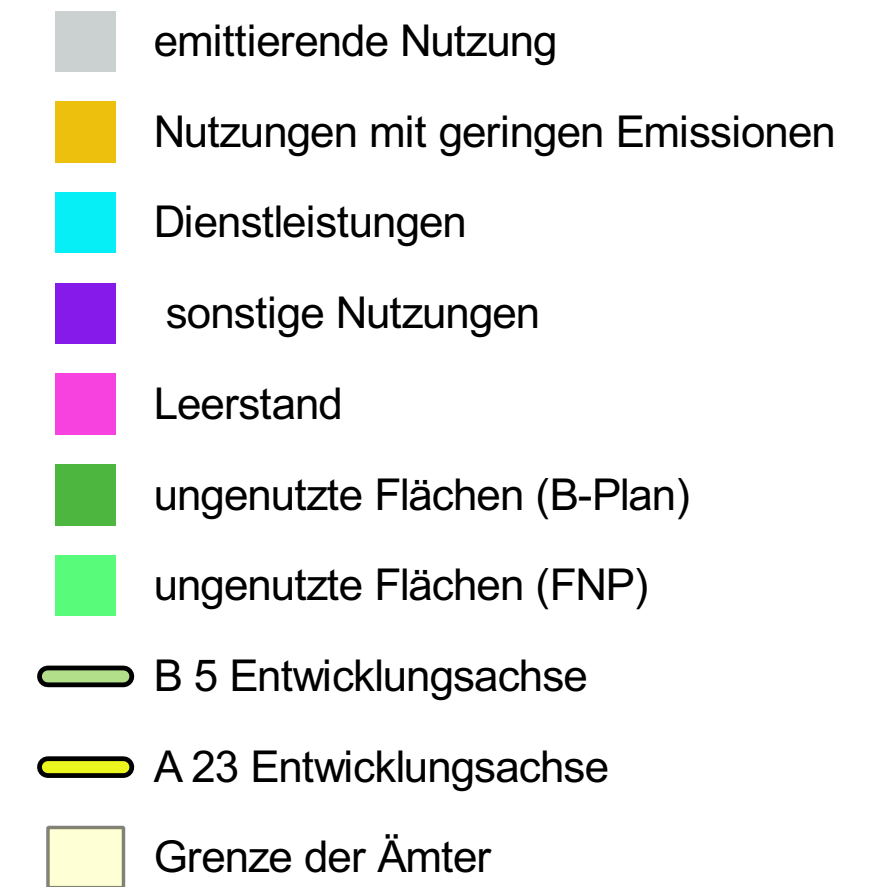 emittierende Nutzung
Nutzungen mit geringen Emissionen
Dienstleistungen
sonstige Nutzungen
Leerstand
ungenutzte Flächen (B-Plan)
ungenutzte Flächen (FNP)
B 5 Entwicklungsachse
A 23 Entwicklungsachse
Grenze der Ämter